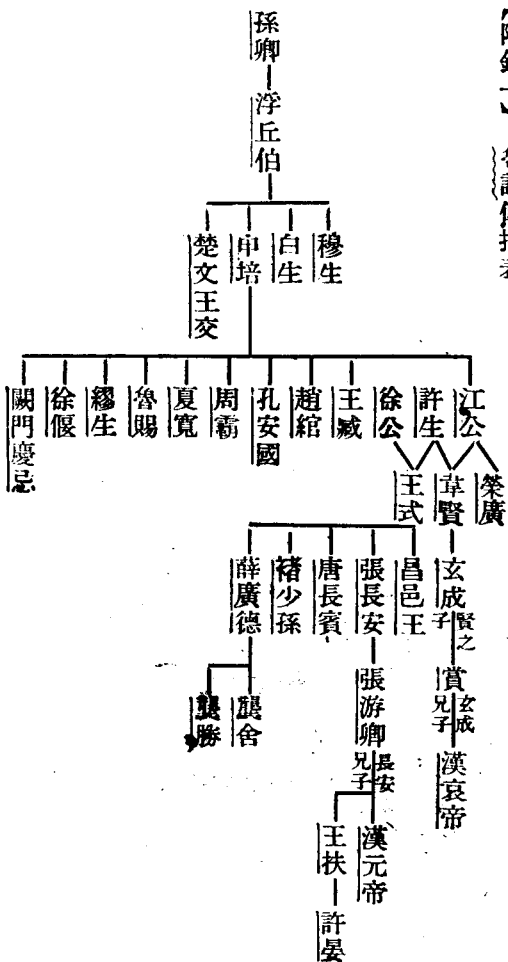 孫卿
浮丘伯
穆生
白生
申培
楚文王交
江公
許生
徐公
王臧
趙綰
孔安國
周霸
夏寬
魯賜
繆生
徐偃
闕門慶忌
榮廣
韋賢
王式
玄成 賢之子
賞 玄成兄子
漢哀帝
昌邑王
張長安
唐長賓
褚少孫
薛廣德
張游卿 長安兄子
龔舍
龔勝
漢元帝
王扶
許晏